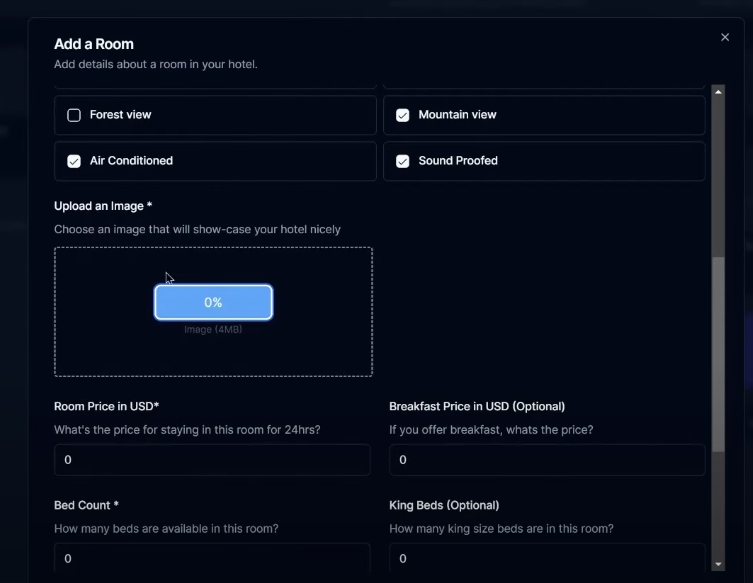 Add a Room
Add details about a room in your hotel.
Forest view
Mountain view
Air Conditioned
Sound Proofed
Upload an Image *
Choose an image that will show-case your hotel nicely
0%
Image (4MB)
Room Price in USD*
Breakfast Price in USD (Optional)
What's the price for staying in this room for 24hrs?
If you offer breakfast, whats the price?
0
0
Bed Count *
King Beds (Optional)
How many beds are available in this room?
How many king size beds are in this room?
0
0